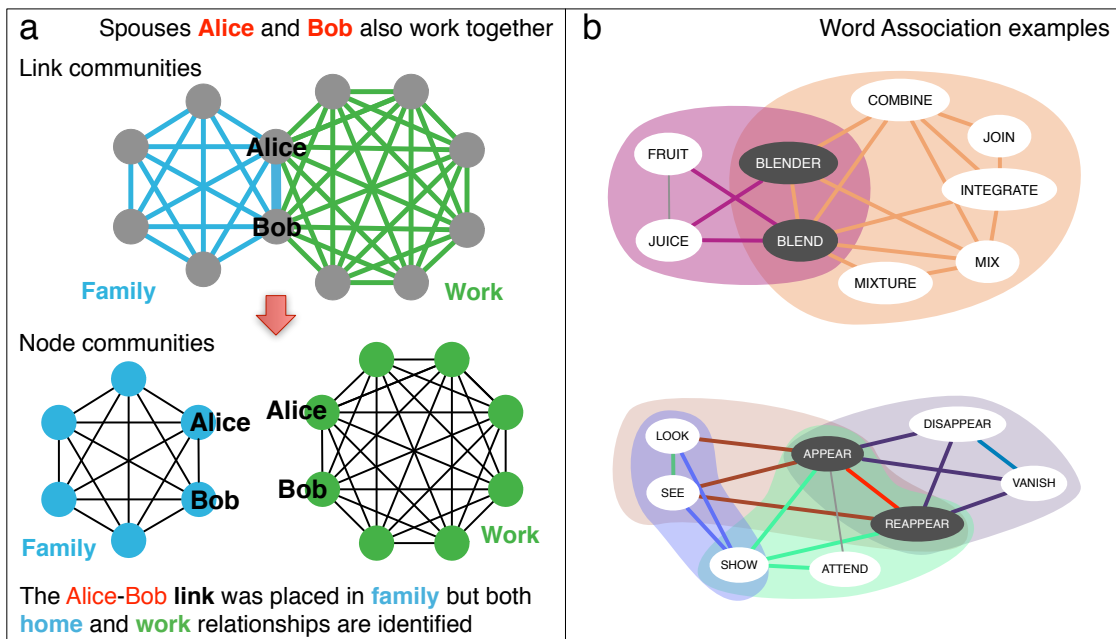 a
Spouses Alice and Bob also work together
Link communities
Alice
Bob
Family
Work
Node communities
Alice
Bob
Family
Alice
Bob
Work
The Alice-Bob link was placed in family but both
home and work relationships are identified
b
Word Association examples
COMBINE
JOIN
FRUIT
BLENDER
INTEGRATE
JUICE
BLEND
MIX
MIXTURE
DISAPPEAR
LOOK
APPEAR
VANISH
SEE
REAPPEAR
SHOW
ATTEND